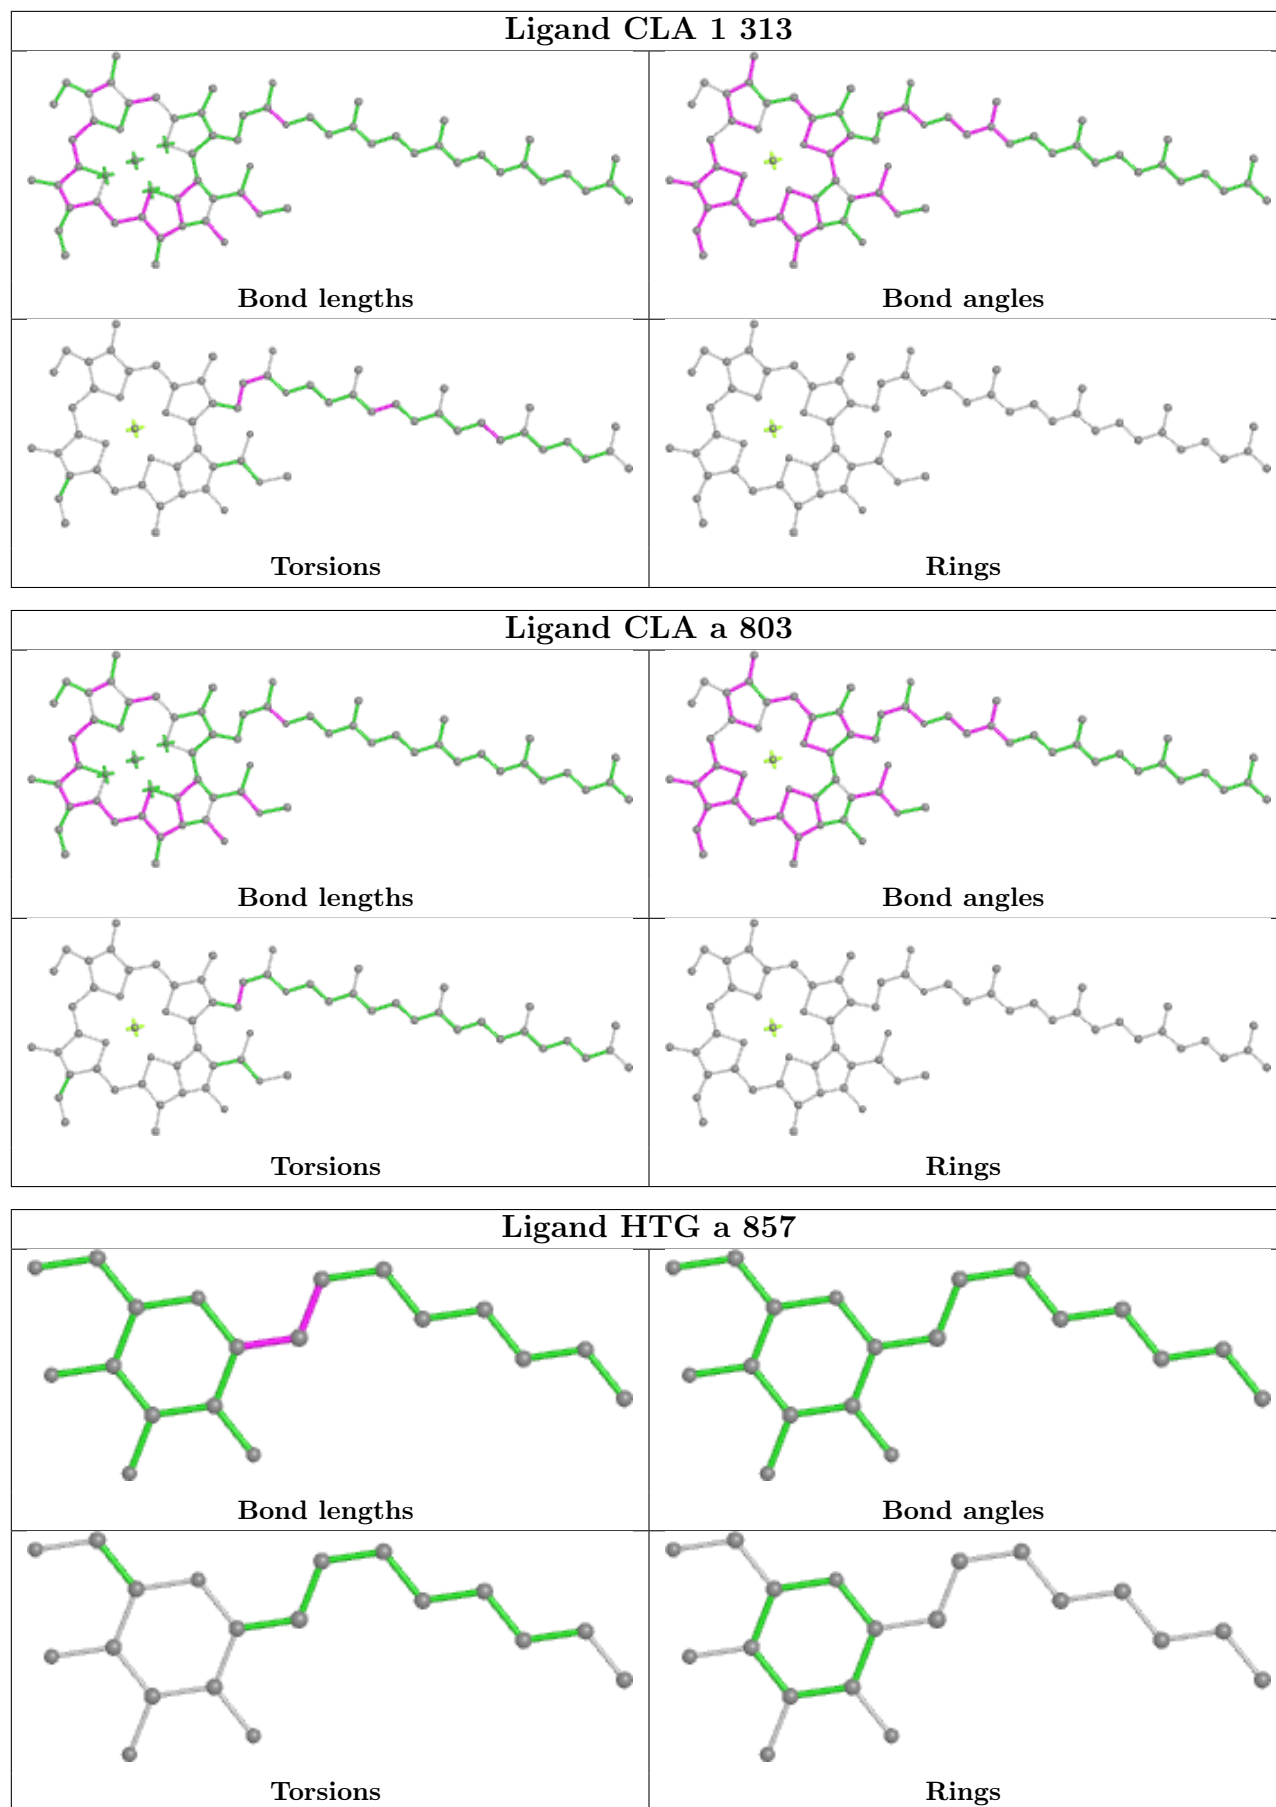 Ligand CLA 1 313
Bond lengths
Bond angles
Torsions
Rings
Ligand CLA a 803
Bond lengths
Bond angles
Torsions
Rings
Ligand HTG a 857
Bond lengths
Bond angles
Torsions
Rings